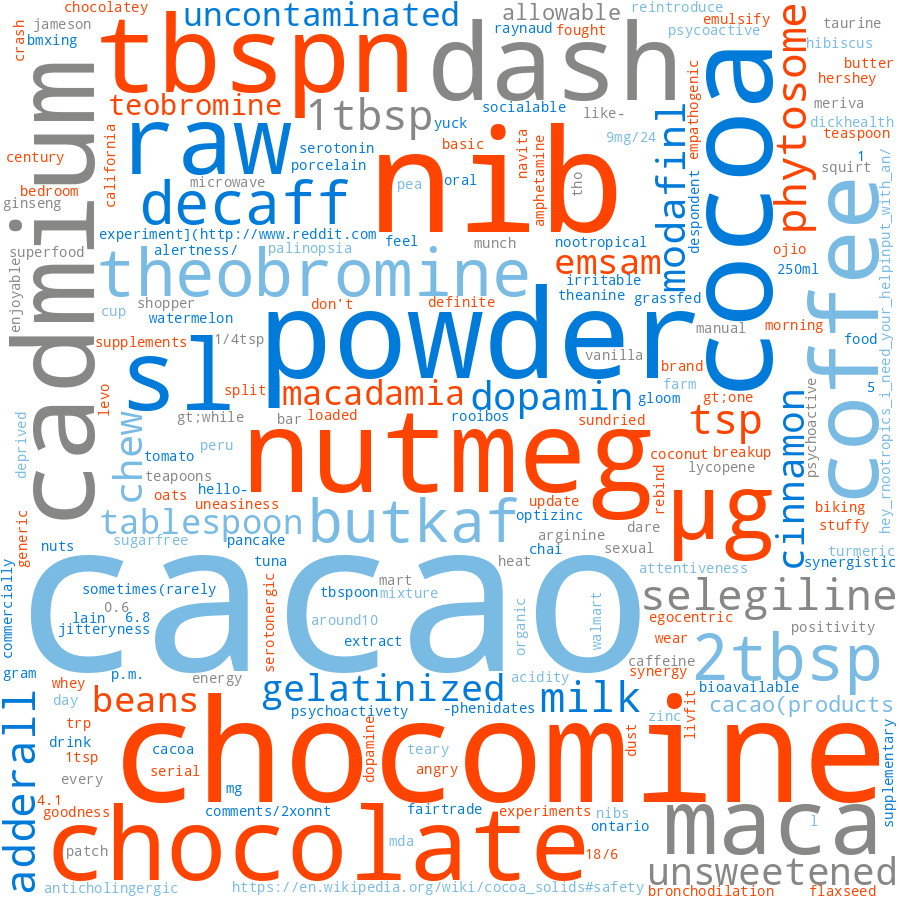 chocolatey
uncontaminated
allowable
reintroduce
crash
jameson
bmxing
tbspn
dash
raynaud
fought
emulsify
psycoactive
taurine
hibiscus
butter
hershey
cadmium
teobromine
1tbsp
socialable
like-
cocoa
phytosome
meriva
dickhealth
teaspoon
raw
yuck
nib
9mg/24
modafinl
empathogenic
century
california
serotonin
porcelain
basic
navita
amphetamine
1
squirt
bedroom
ginseng
microwave
decaff
pea
oral
tho
despondent
coffee
hey_rnootropics_i_need_your_helpinput_with_an/
experiment](http://www.reddit.com
feel
munch
nootropical
superfood
alertness/
palinopsia
theobromine
emsam
irritable
theanine
grassfed
ojio
250ml
enjoyable
cup
shopper
watermelon
don't
definite
powder
manual
morning
supplements
1/4tsp
sl
vanilla
food
split
macadamia
dopamin
brand
farm
gloom
5
levo
gt;while
bar
loaded
rooibos
sundried
gt;one
tsp
cinnamon
psychoactive
deprived
chew
peru
tomato
teapoons
oats
nutmeg
coconut
breakup
lycopene
rebind
hello-
uneasiness
update
optizinc
µg
biking
stuffy
generic
tablespoon
butkaf
arginine
dare
nuts
sugarfree
pancake
chai
sexual
turmeric
commercially
cacao
tuna
heat
attentiveness
synergistic
sometimes(rarely
mart
tbspoon
mixture
selegiline
0.6
lain
6.8
jitteryness
serotonergic
around10
organic
walmart
egocentric
positivity
extract
wear
2tbsp
gram
p.m.
energy
acidity
caffeine
synergy
whey
day
beans
gelatinized
milk
bioavailable
adderall
trp
psychoactivety
-phenidates
zinc
livfit
cacao(products
drink
1tsp
chocomine
dopamine
teary
dust
supplementary
cacoa
serial
angry
every
mg
4.1
goodness
comments/2xonnt
fairtrade
experiments
nibs
ontario
maca
l
patch
chocolate
mda
18/6
unsweetened
anticholingergic
https://en.wikipedia.org/wiki/cocoa_solids#safety
bronchodilation
flaxseed